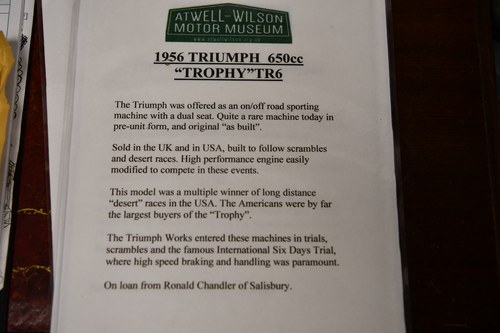 ATWELL-WILSON
MOTOR MUSEUM
1956 TRIUMPH 650cc
"TROPHY"TR6
The Triumph was offered as an on/off road sporting
machine with a dual seat. Quite a rare machine today in
pre-unit form, and original "as built".
Sold in the UK and in USA, built to follow scrambles
and desert races. High performance engine easily
modified to compete in these events.
This model was a multiple winner of long distance
"desert" races in the USA. The Americans were by far
the largest buyers of the "Trophy".
The Triumph Works entered these machines in trials,
scrambles and the famous International Six Days Trial,
where high speed braking and handling was paramount.
On loan from Ronald Chandler of Salisbury.